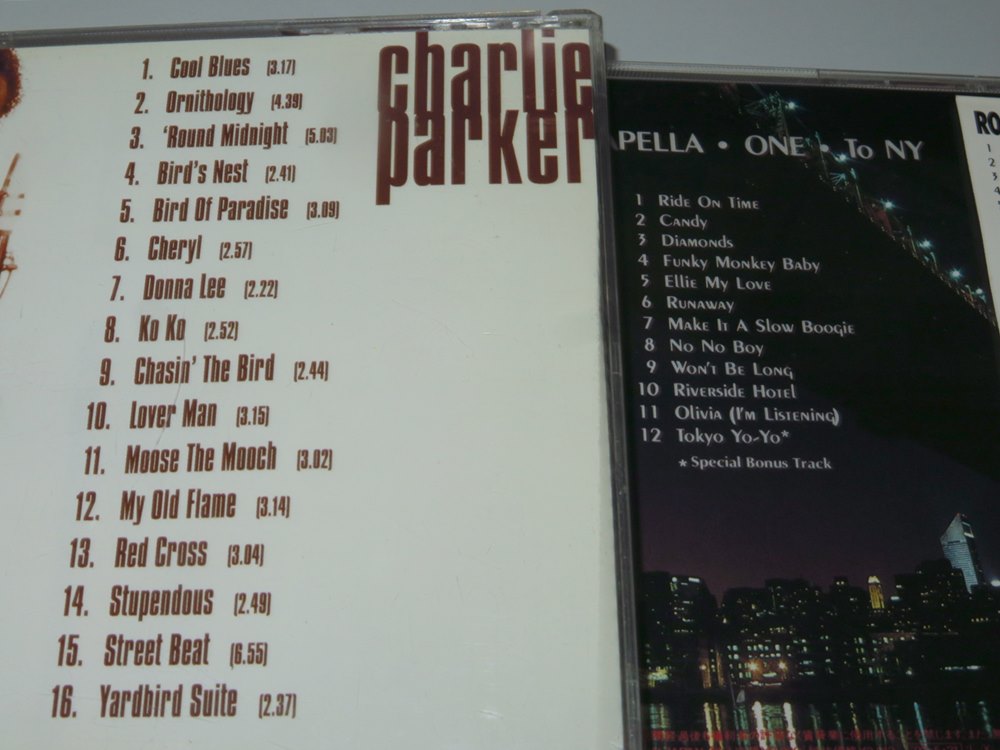 charlie
parker
1. Cool Blues (3.17)
2. Ornithology (4.39)
3. 'Round Midnight (5.03)
4. Bird's Nest (2.41)
5. Bird Of Paradise (3.09)
6. Cheryl (2.57)
7. Donna Lee (2.22)
8. Ko Ko (2.52)
9. Chasin' The Bird (2.44)
10. Lover Man (3.15)
11. Moose The Mooch (3.02)
12. My Old Flame (3.14)
13. Red Cross (3.04)
14. Stupendous (2.49)
15. Street Beat (6.55)
16. Yardbird Suite (2.37)
PELLA • ONE • To NY
1 Ride On Time
2 Candy
3 Diamonds
4 Funky Monkey Baby
5 Ellie My Love
6 Runaway
7 Make It A Slow Boogie
8 No No Boy
9 Won't Be Long
10 Riverside Hotel
11 Olivia (I'm Listening)
12 Tokyo Yo-Yo*
* Special Bonus Track
RO
1
2
3
4